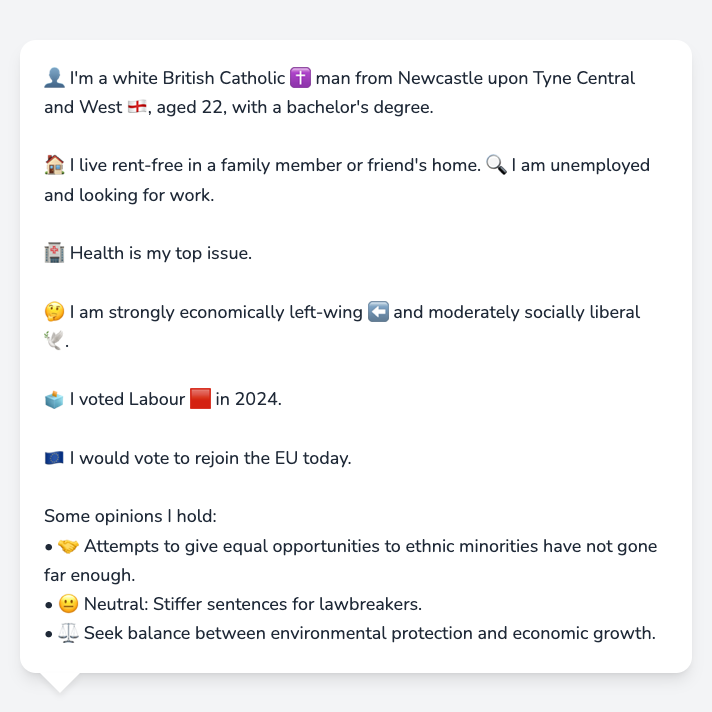 👤 I'm a white British Catholic ✝️ man from Newcastle upon Tyne Central
and West 🏴󠁧󠁢󠁥󠁮󠁧󠁿, aged 22, with a bachelor's degree.
🏠 I live rent-free in a family member or friend's home. 🔍 I am unemployed
and looking for work.
🏥 Health is my top issue.
🤔 I am strongly economically left-wing ⬅️ and moderately socially liberal
🕊️.
🗳️ I voted Labour 🟥 in 2024.
🇪🇺 I would vote to rejoin the EU today.
Some opinions I hold:
• 🤝 Attempts to give equal opportunities to ethnic minorities have not gone
far enough.
• 😐 Neutral: Stiffer sentences for lawbreakers.
• ⚖️ Seek balance between environmental protection and economic growth.